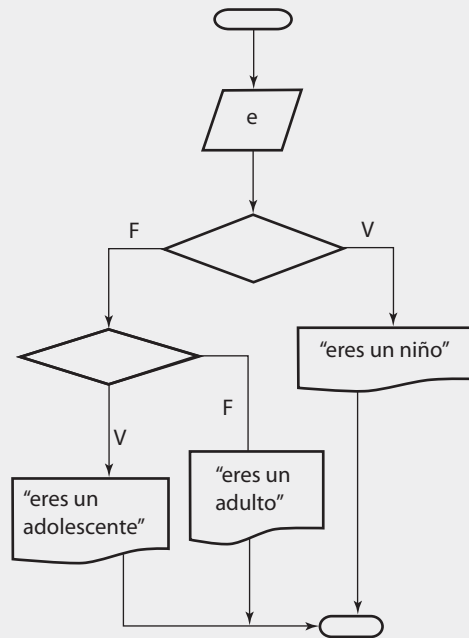 e
F
V
“eres un niño”
F
V
“eres un
adolescente”
“eres un
adulto”